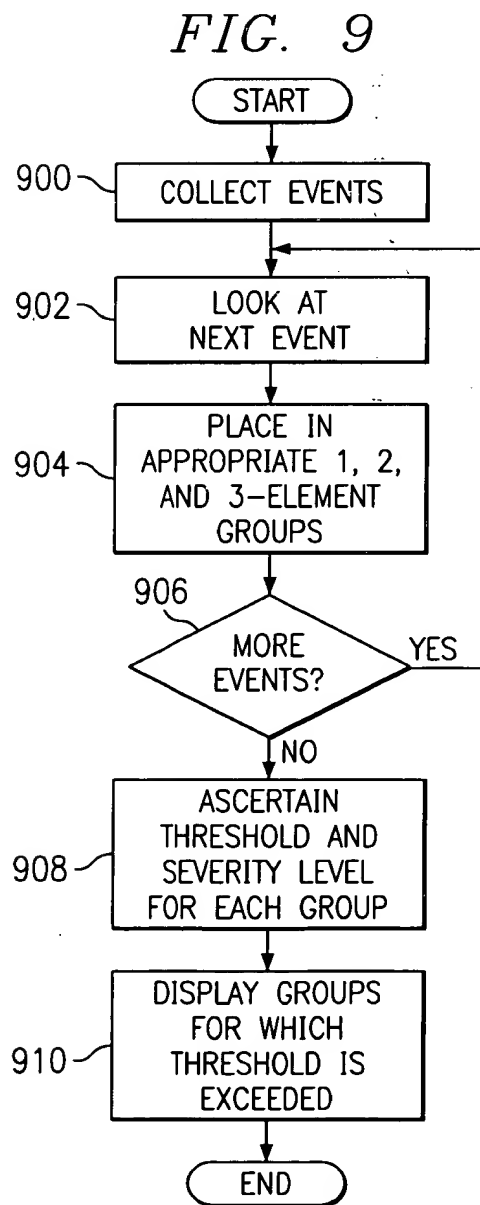 FIG. 9
START
900
COLLECT EVENTS
902
LOOK AT
NEXT EVENT
904
PLACE IN
APPROPRIATE 1, 2,
AND 3-ELEMENT
GROUPS
906
MORE
EVENTS?
YES
NO
908
ASCERTAIN
THRESHOLD AND
SEVERITY LEVEL
FOR EACH GROUP
910
DISPLAY GROUPS
FOR WHICH
THRESHOLD IS
EXCEEDED
END